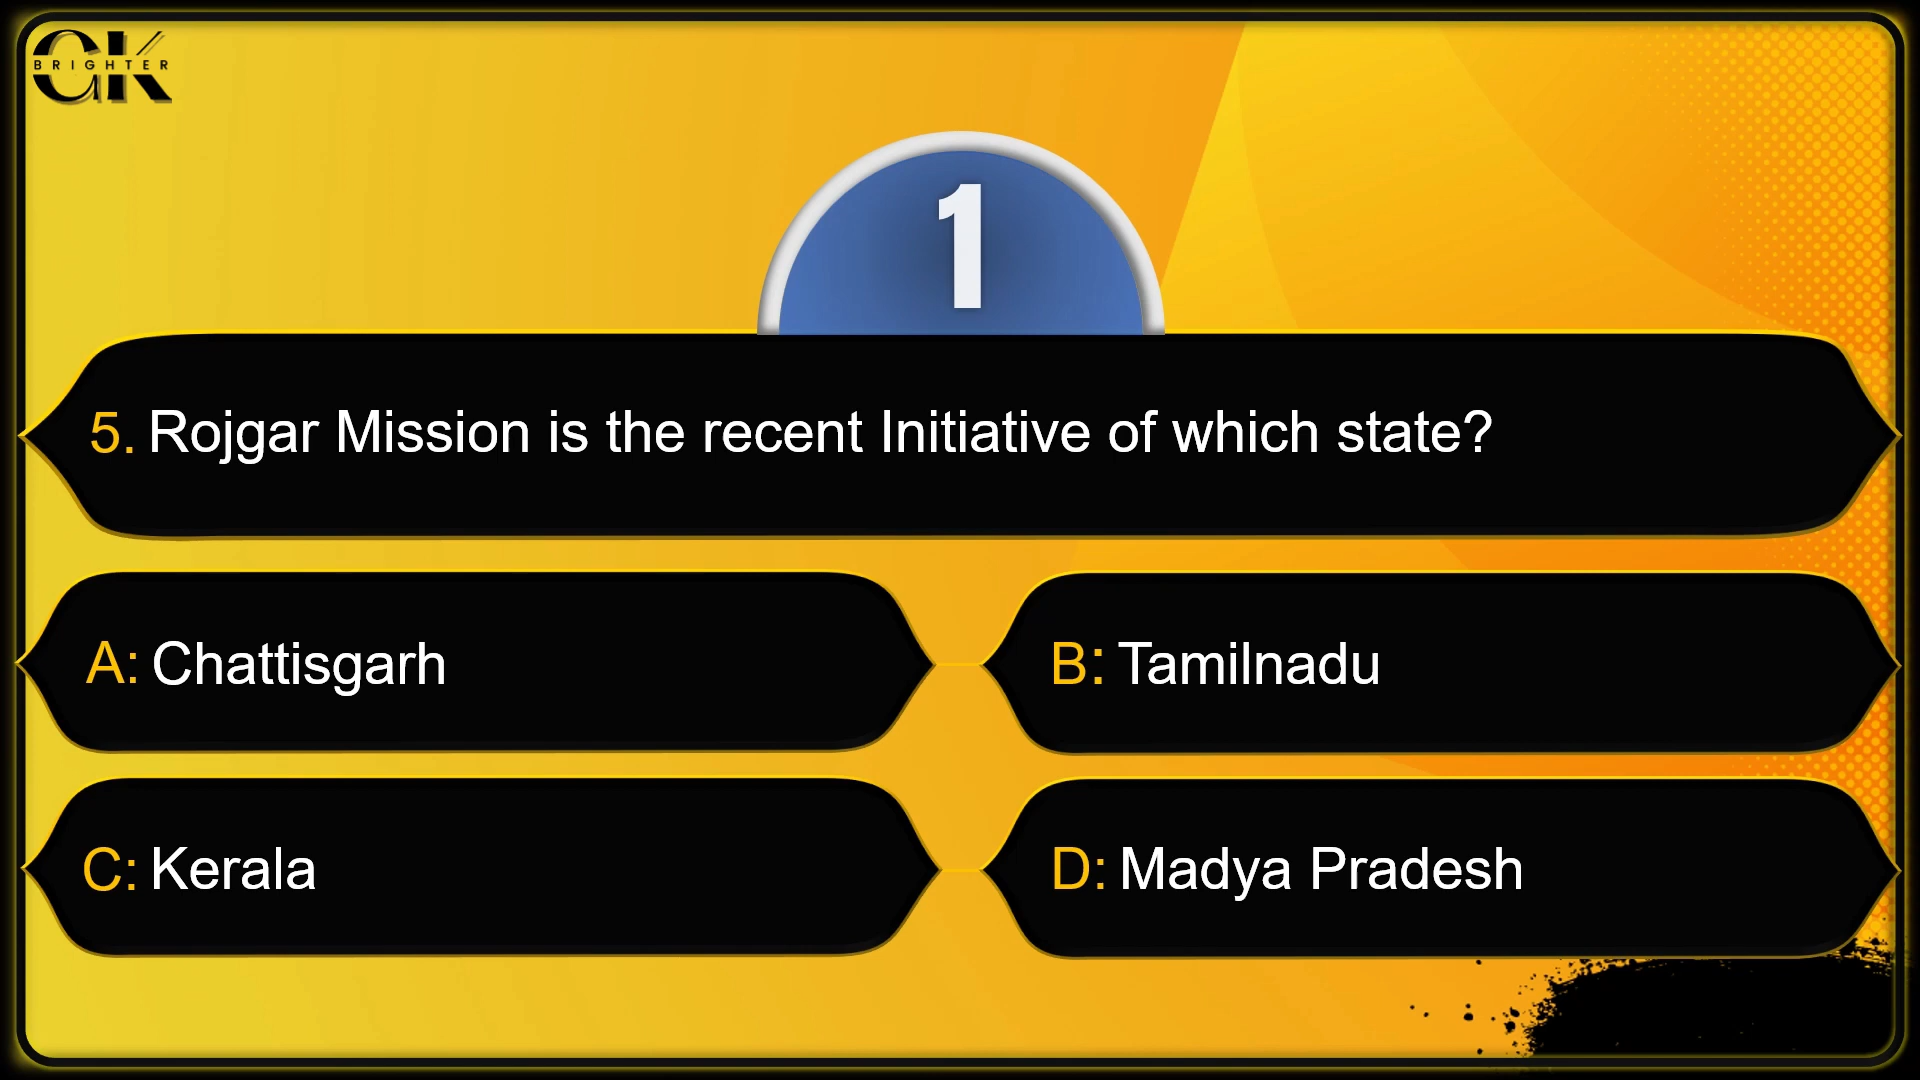 GK
BRIGHTER
1
5. Rojgar Mission is the recent Initiative of which state?
A: Chattisgarh
B: Tamilnadu
C: Kerala
D: Madya Pradesh